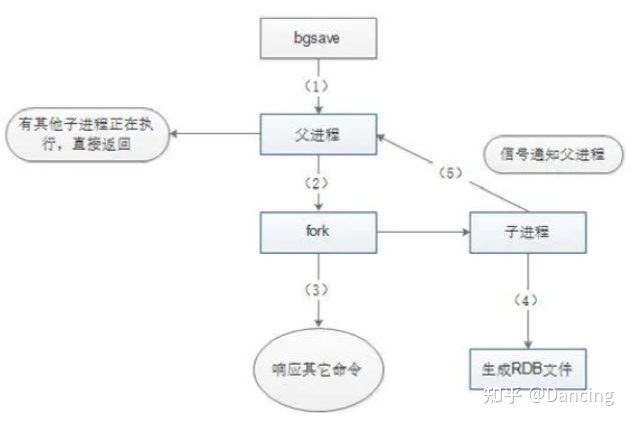 bgsave
（1）
有其他子进程正在执
行，直接返回
父进程
信号通知父进程
（5）
（2）
fork
子进程
（3）
（4）
响应其它命令
生成RDB文件
知乎 @Dancing